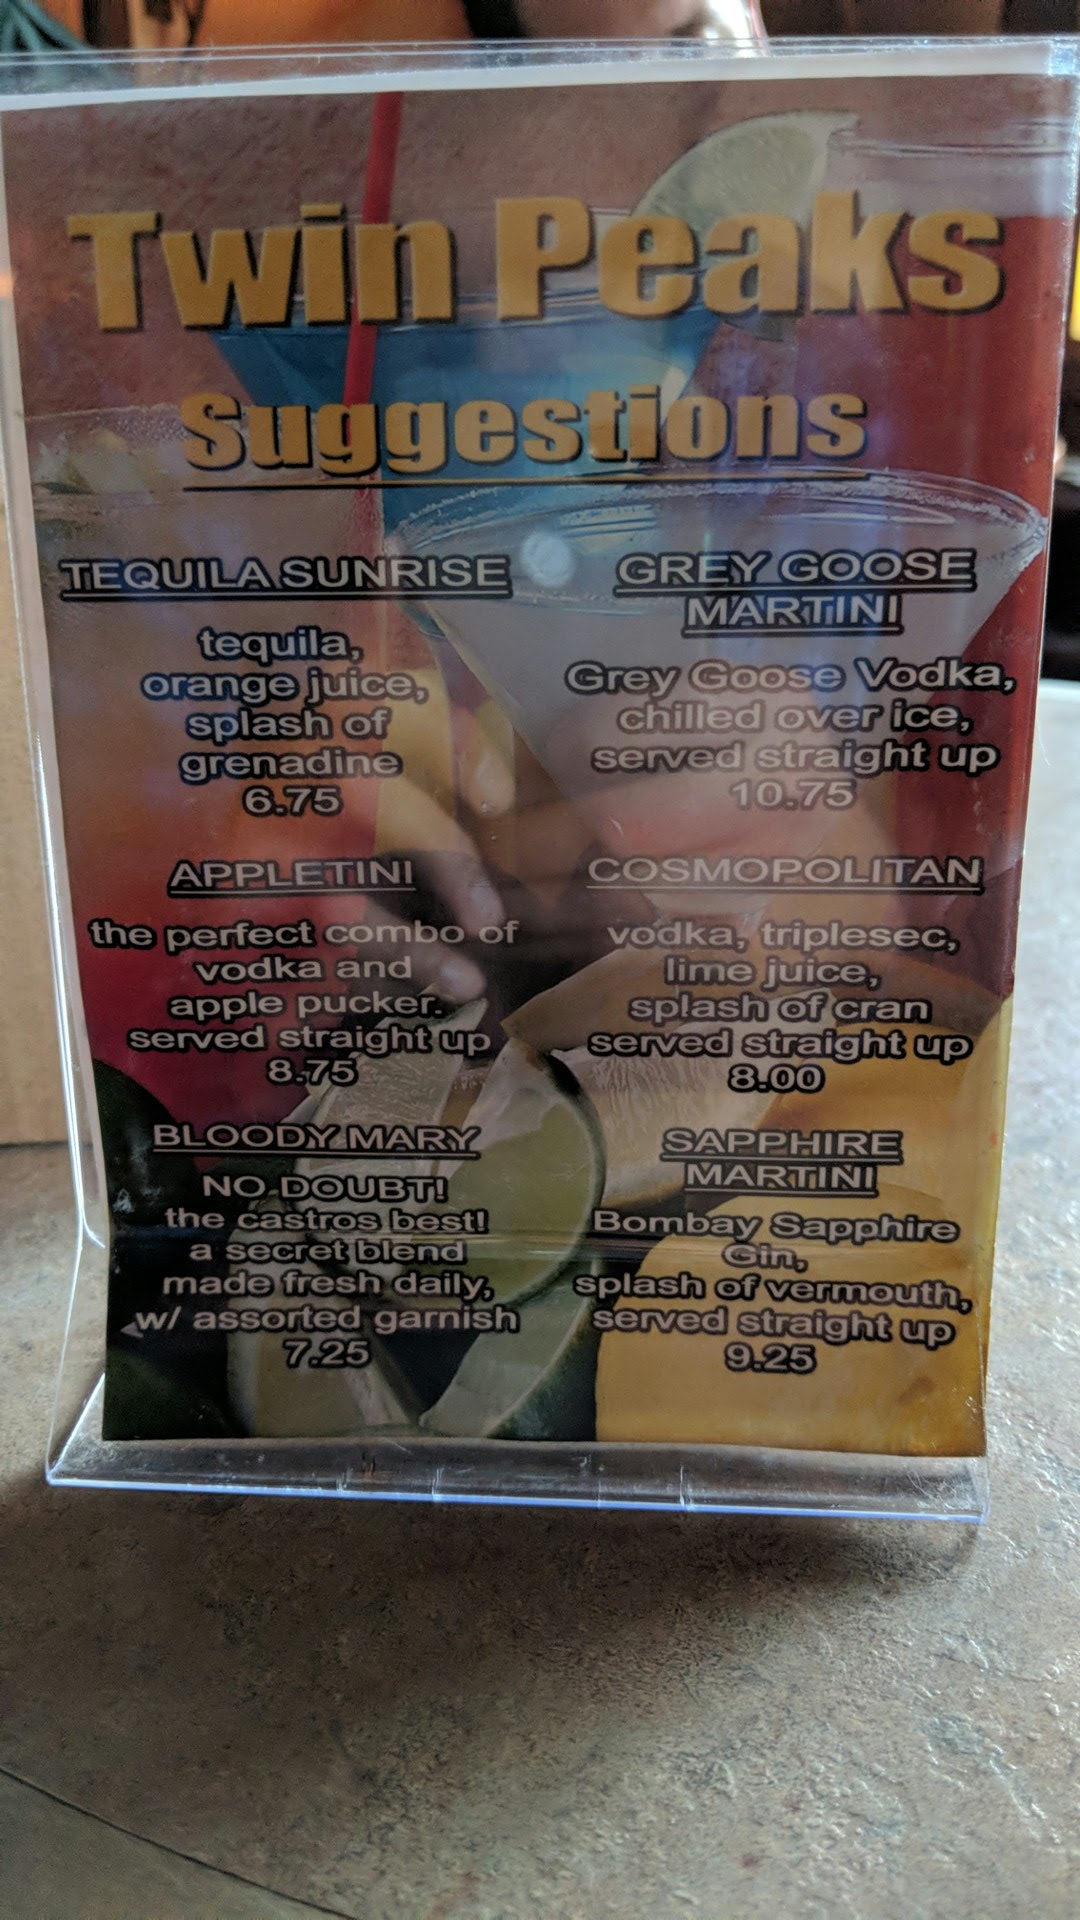 Twin Peaks
Suggestions
TEQUILA SUNRISE
tequila,
orange juice,
splash of
grenadine
6.75
GREY GOOSE
MARTINI
Grey Goose Vodka,
chilled over ice,
served straight up
10.75
APPLETINI
the perfect combo of
vodka and
apple pucker.
served straight up
8.75
COSMOPOLITAN
vodka, triplesec,
lime juice,
splash of cran
served straight up
8.00
BLOODY MARY
NO DOUBT!
the castros best!
a secret blend
made fresh daily,
w/ assorted garnish
7.25
SAPPHIRE
MARTINI
Bombay Sapphire
Gin,
splash of vermouth,
served straight up
9.25